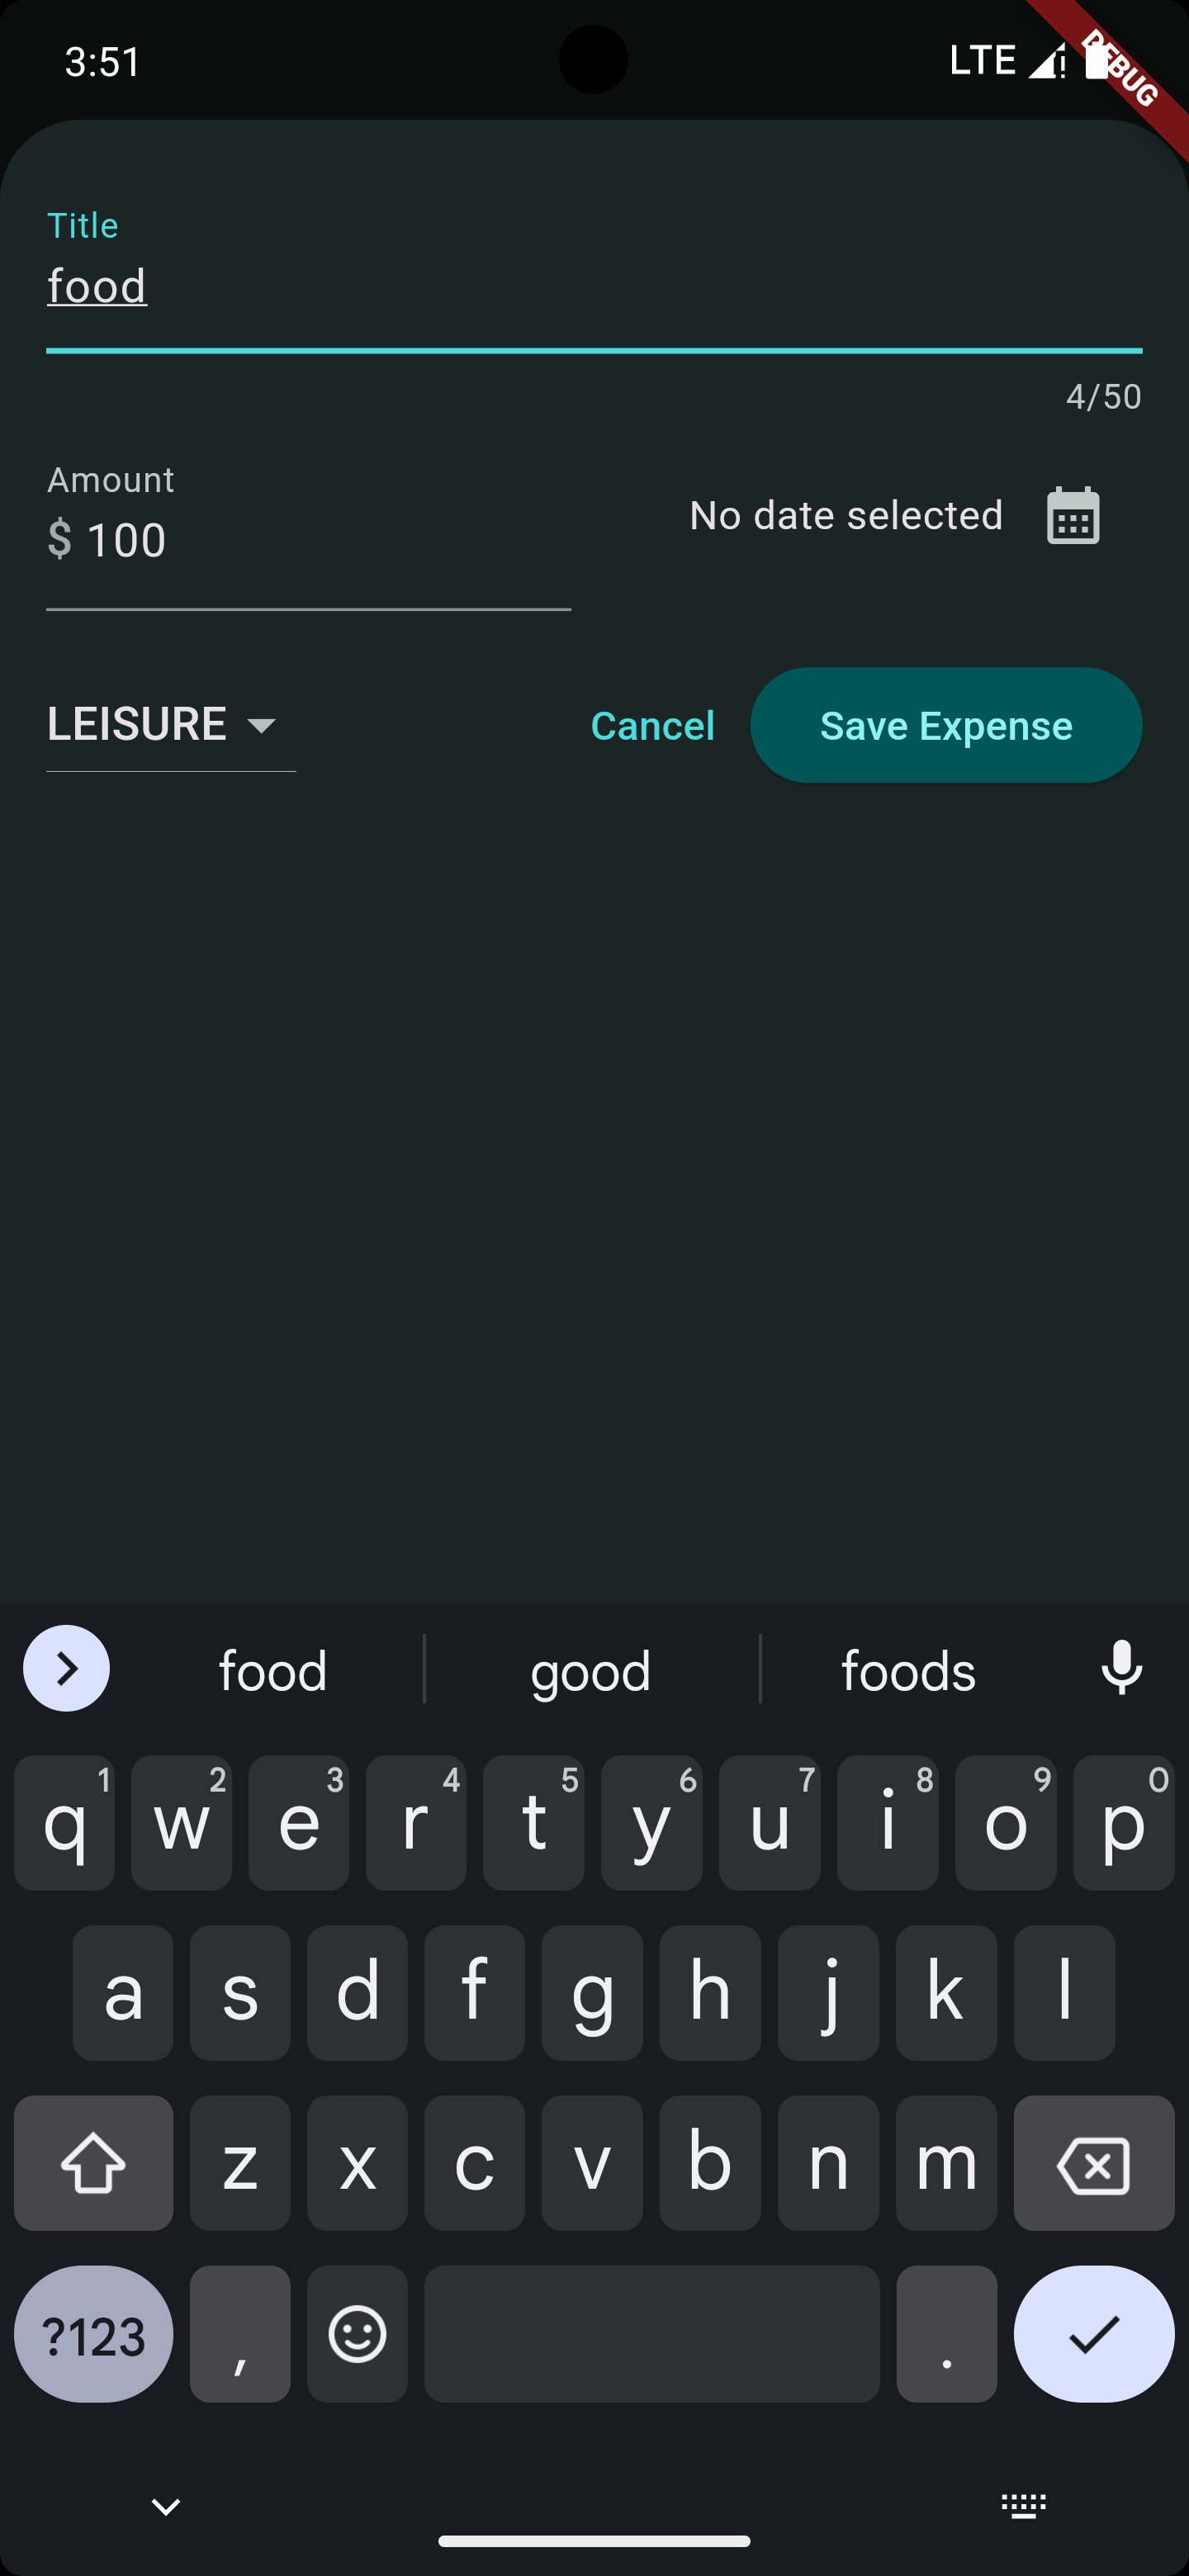 3:51 LTE DEBUG
Title
food
4/50
Amount
$ 100
No date selected
LEISURE
Cancel
Save Expense
food good foods
1 2 3 4 5 6 7 8 9 0
q w e r t y u i o p
a s d f g h j k l
z x c v b n m
?123 , .